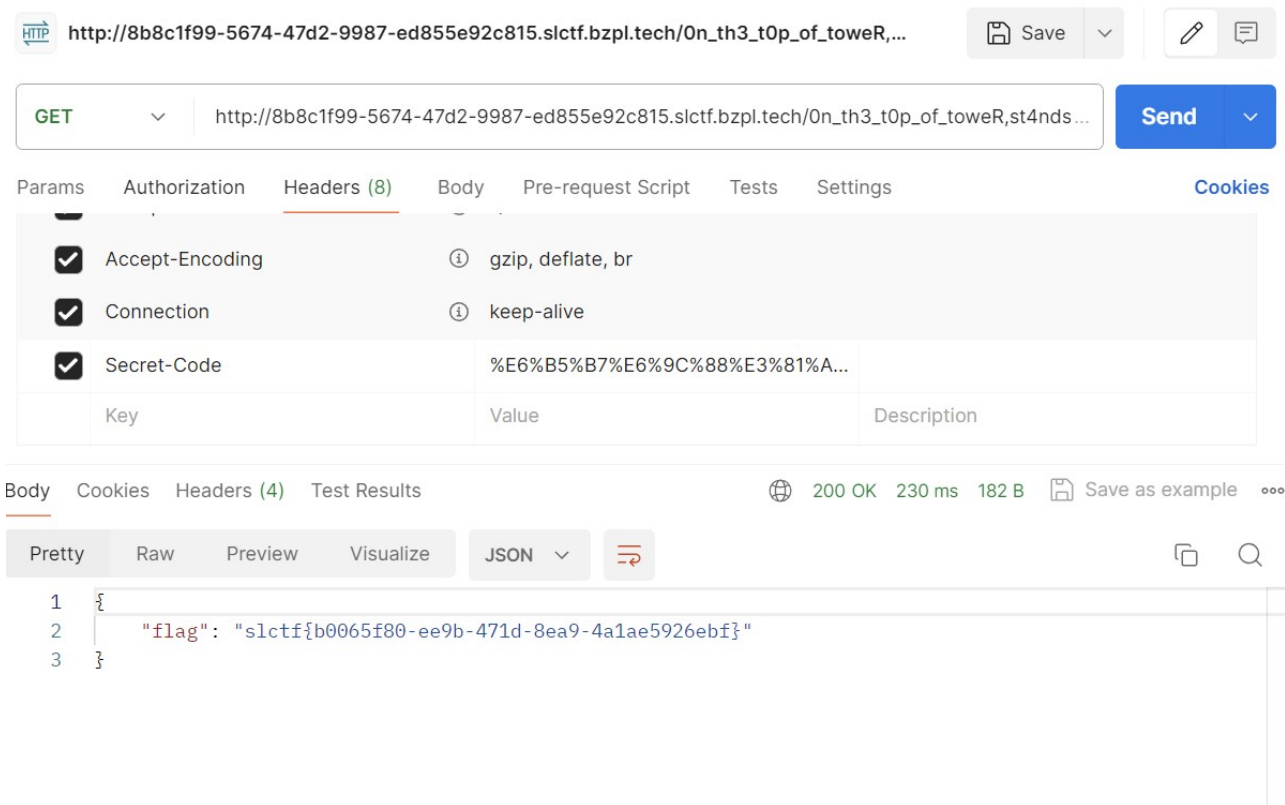 HTTP http://8b8c1f99-5674-47d2-9987-ed855e92c815.slctf.bzpl.tech/0n_th3_t0p_of_toweR,... Save
GET http://8b8c1f99-5674-47d2-9987-ed855e92c815.slctf.bzpl.tech/0n_th3_t0p_of_toweR,st4nds... Send
Params Authorization Headers (8) Body Pre-request Script Tests Settings Cookies
Accept-Encoding gzip, deflate, br
Connection keep-alive
Secret-Code %E6%B5%B7%E6%9C%88%E3%81%A...
Key Value Description
Body Cookies Headers (4) Test Results 200 OK 230 ms 182 B Save as example
Pretty Raw Preview Visualize JSON
1 {
2 "flag": "slctf{b0065f80-ee9b-471d-8ea9-4a1ae5926ebf}"
3 }